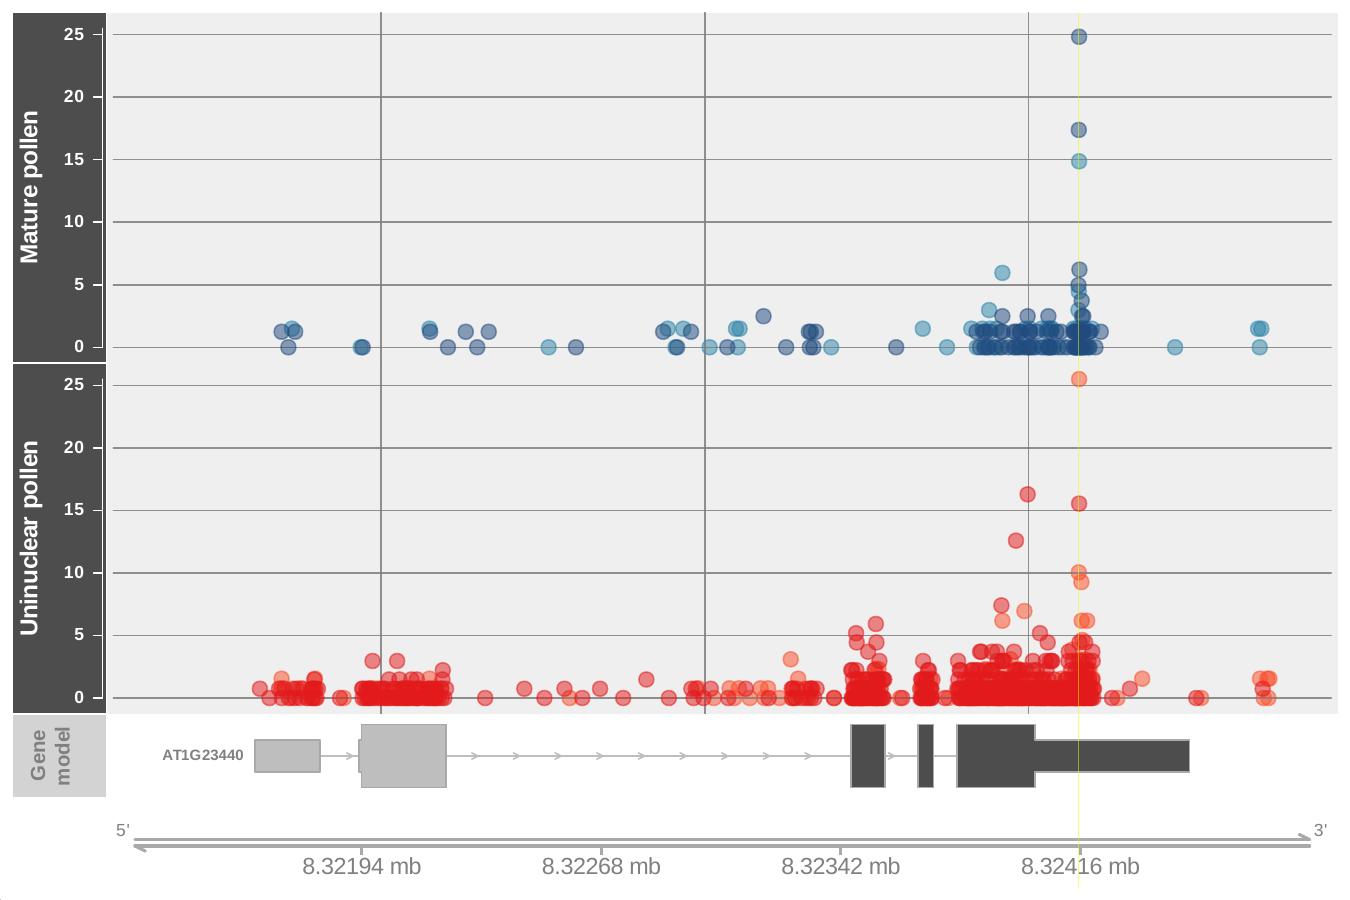 Mature pollen
25
20
15
10
5
0
Uninuclear pollen
25
20
15
10
5
0
Gene
model
AT1G23440
5'
3'
8.32194 mb
8.32268 mb
8.32342 mb
8.32416 mb